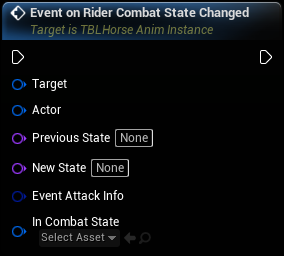 Event on Rider Combat State Changed
Target is TBLHorse Anim Instance
Target
Actor
Previous State None
New State None
Event Attack Info
In Combat State
Select Asset